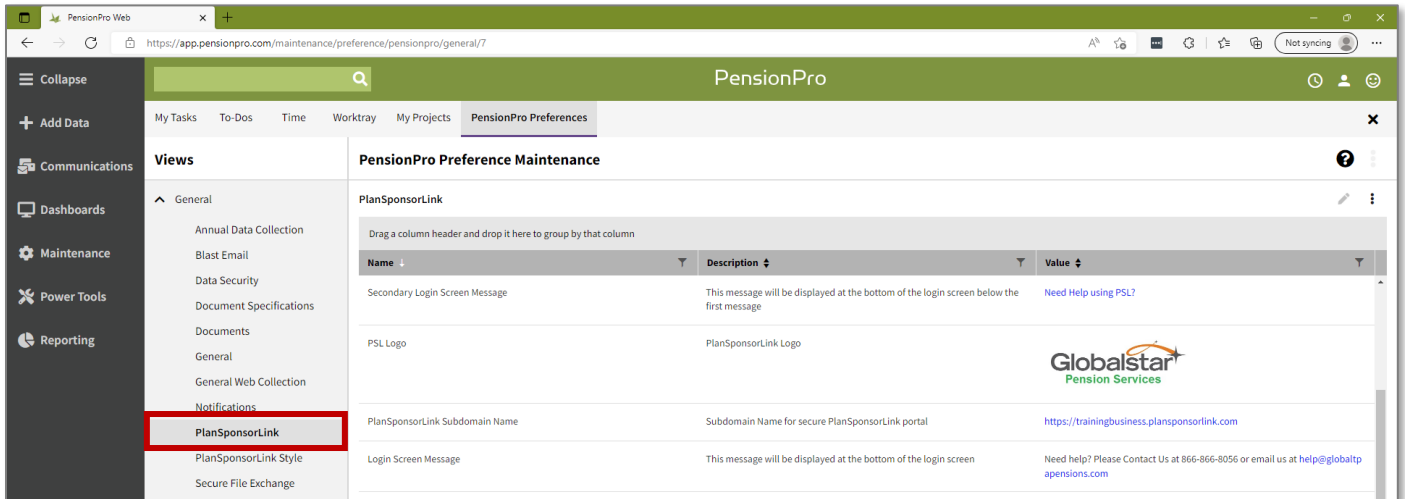 PensionPro Web
https://app.pensionpro.com/maintenance/preference/pensionpro/general/7
Not syncing
Collapse
PensionPro
Add Data
My Tasks To-Dos Time Worktray My Projects PensionPro Preferences
Communications
Views
PensionPro Preference Maintenance
Dashboards
General
PlanSponsorLink
Annual Data Collection
Drag a column header and drop it here to group by that column
Maintenance
Blast Email
Name Description Value
Data Security
Power Tools
Secondary Login Screen Message
This message will be displayed at the bottom of the login screen below the
first message
Need Help using PSL?
Document Specifications
Documents
Reporting
PSL Logo
PlanSponsorLink Logo
Globalstar
Pension Services
General
General Web Collection
Notifications
PlanSponsorLink Subdomain Name
Subdomain Name for secure PlanSponsorLink portal
https://trainingbusiness.plansponsorlink.com
PlanSponsorLink
PlanSponsorLink Style
Login Screen Message
This message will be displayed at the bottom of the login screen
Need help? Please Contact Us at 866-866-8056 or email us at help@globaltp
apensions.com
Secure File Exchange